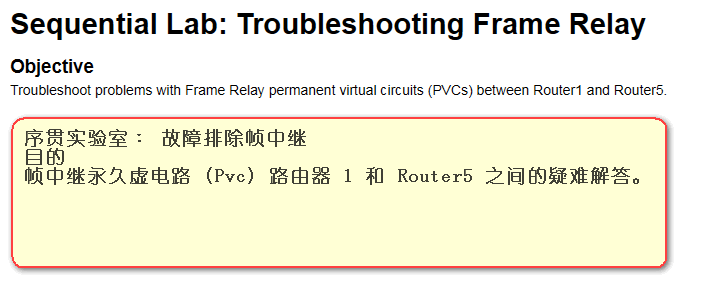 Sequential Lab: Troubleshooting Frame Relay
Objective
Troubleshoot problems with Frame Relay permanent virtual circuits (PVCs) between Router1 and Router5.
序贯实验室： 故障排除帧中继
目的
帧中继永久虚电路 (Pvc) 路由器 1 和 Router5 之间的疑难解答。